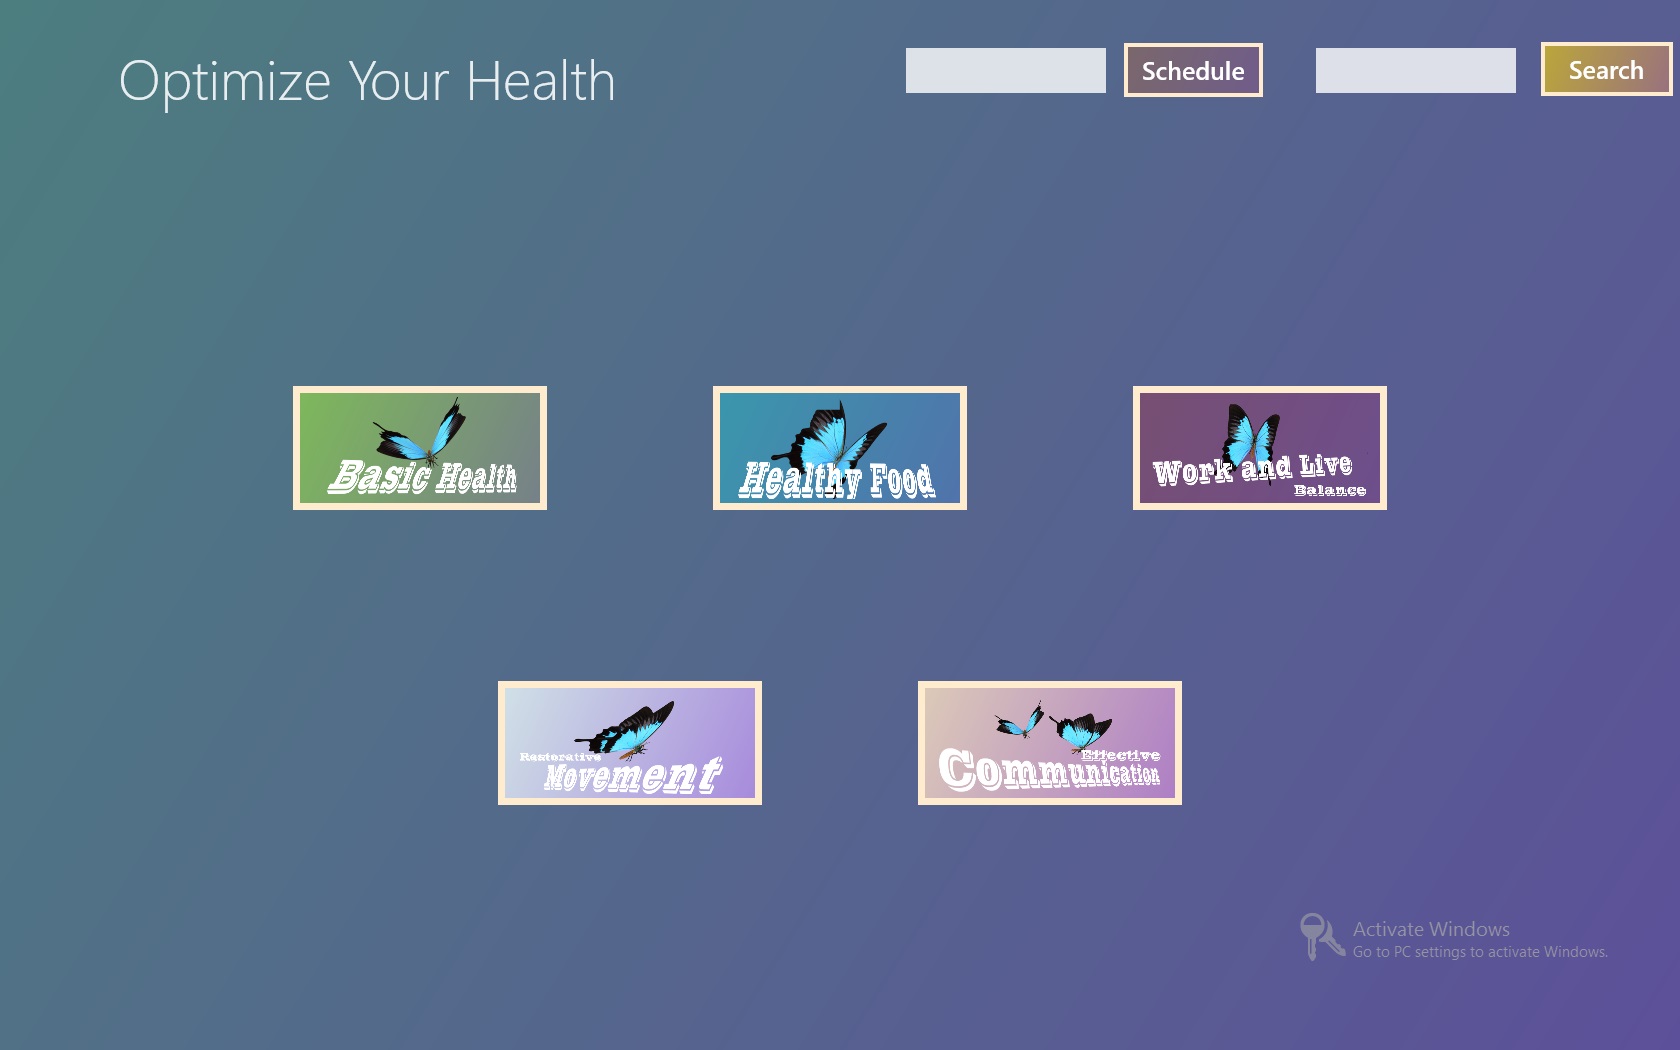 Optimize Your Health
Schedule
Search
Basic Health
Healthy Food
Work and Live
Balance
Restorative
Movement
Effective
Communication
Activate Windows
Go to PC settings to activate Windows.